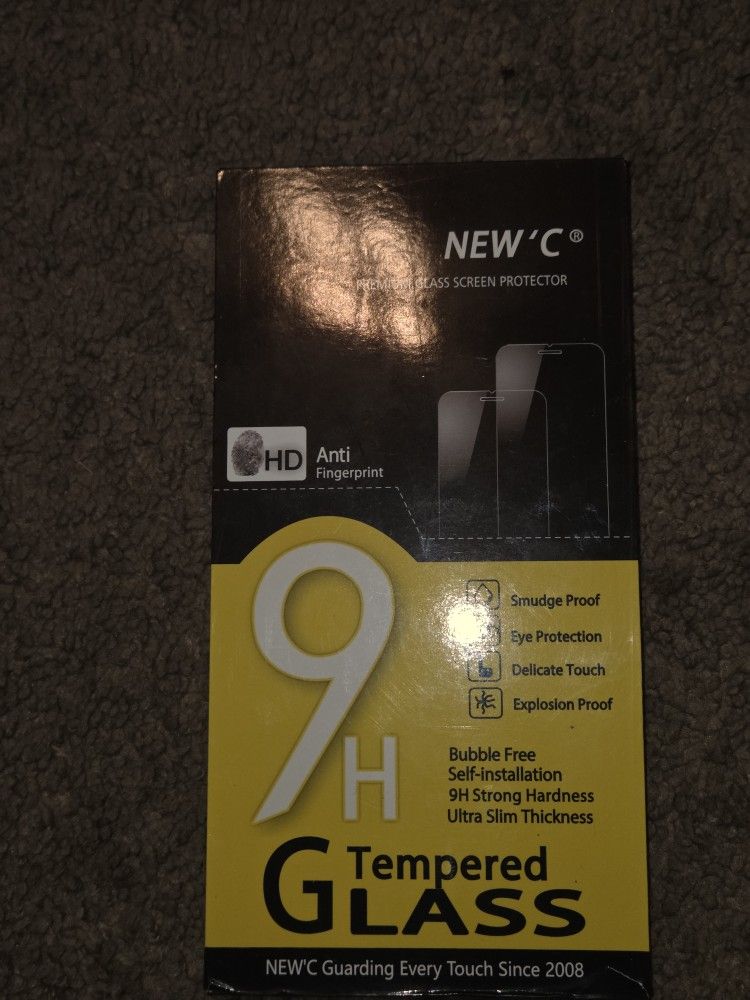 NEW'C®
PREMIUM GLASS SCREEN PROTECTOR
HD
Anti
Fingerprint
9H
Smudge Proof
Eye Protection
Delicate Touch
Explosion Proof
Bubble Free
Self-installation
9H Strong Hardness
Ultra Slim Thickness
Tempered
GLASS
NEW'C Guarding Every Touch Since 2008